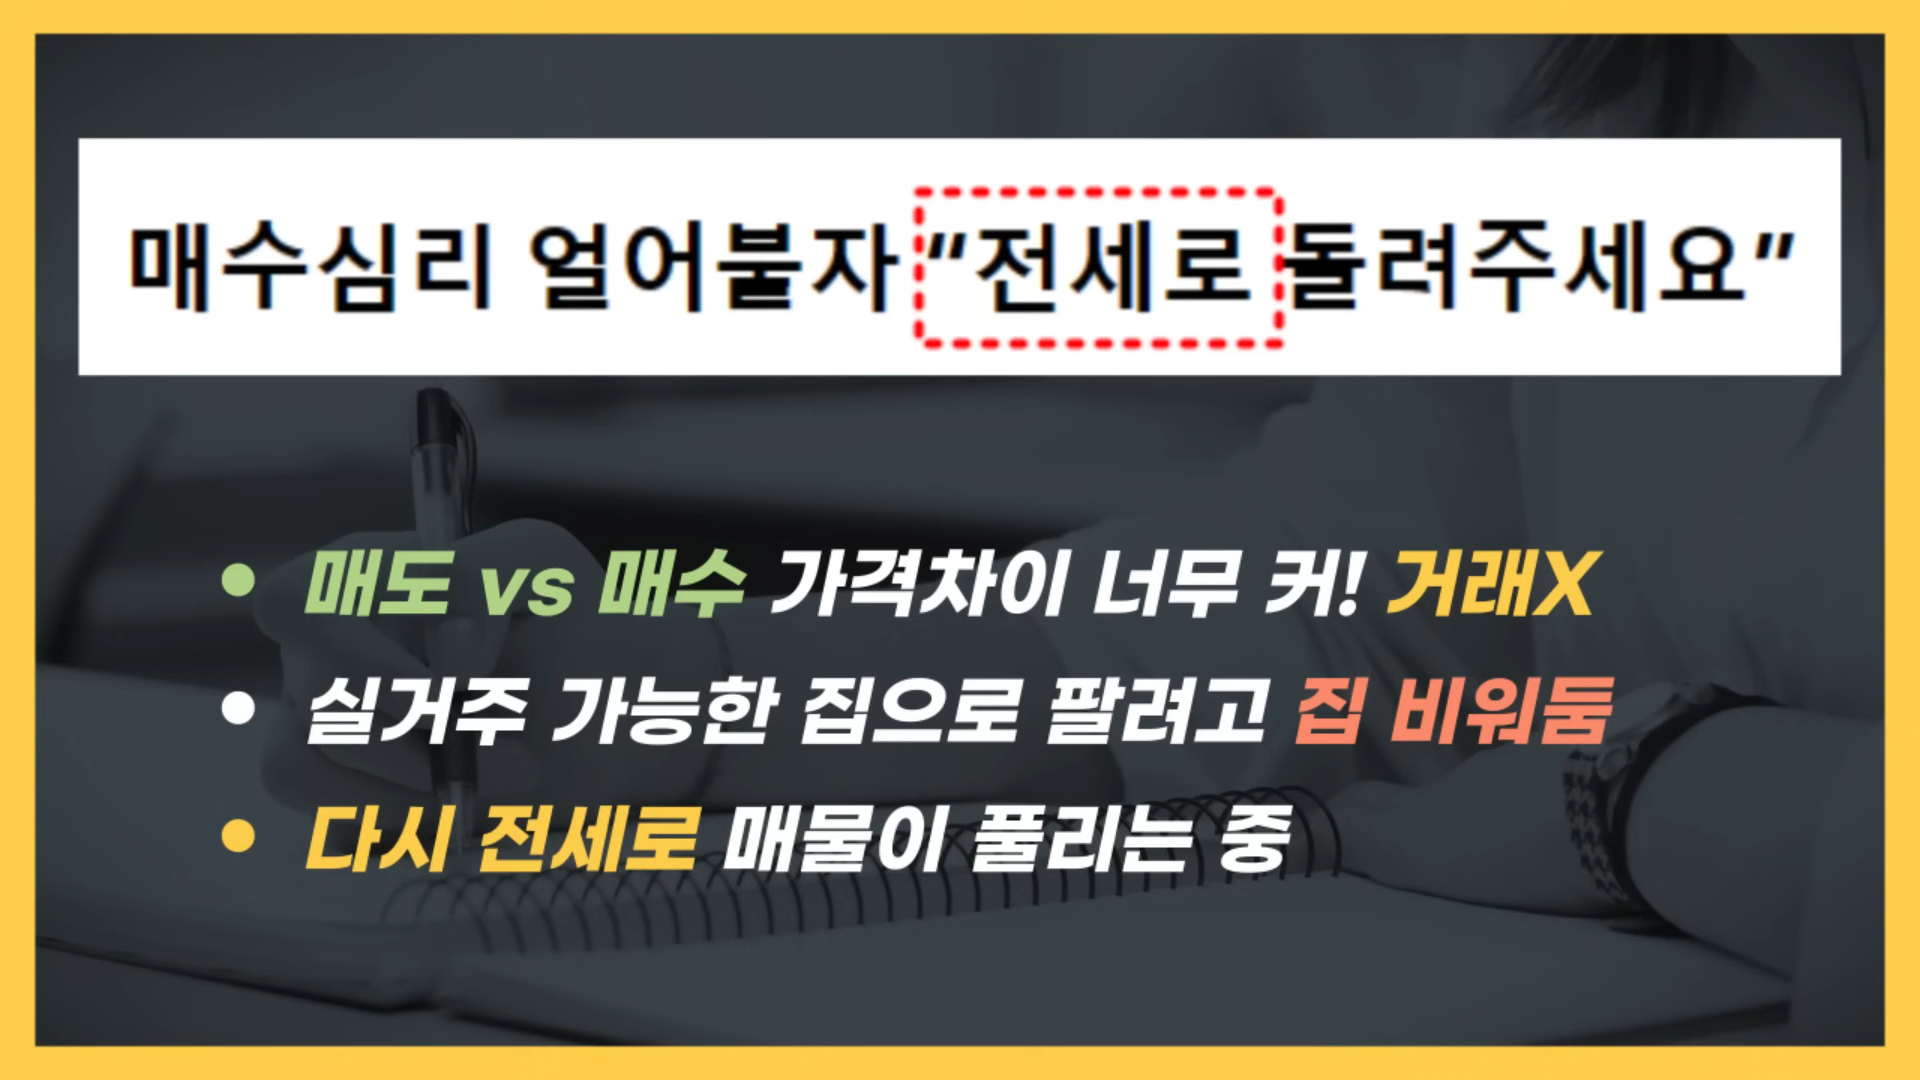 매수심리 얼어붙자 “전세로 돌려주세요”
• 매도 vs 매수 가격차이 너무 커! 거래X
• 실거주 가능한 집으로 팔려고 집 비워둠
• 다시 전세로 매물이 풀리는 중